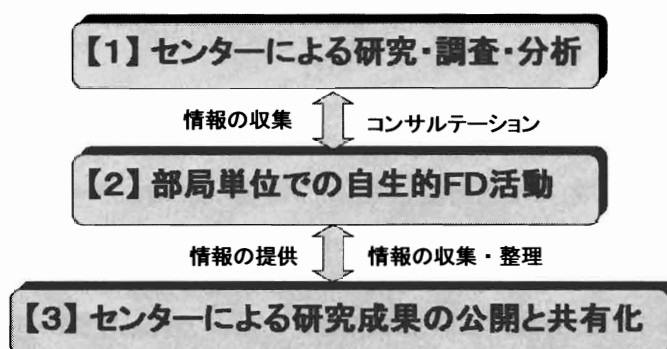 【1】センターによる研究・調査・分析
情報の収集 コンサルテーション
【2】部局単位での自生的FD活動
情報の提供 情報の収集・整理
【3】センターによる研究成果の公開と共有化